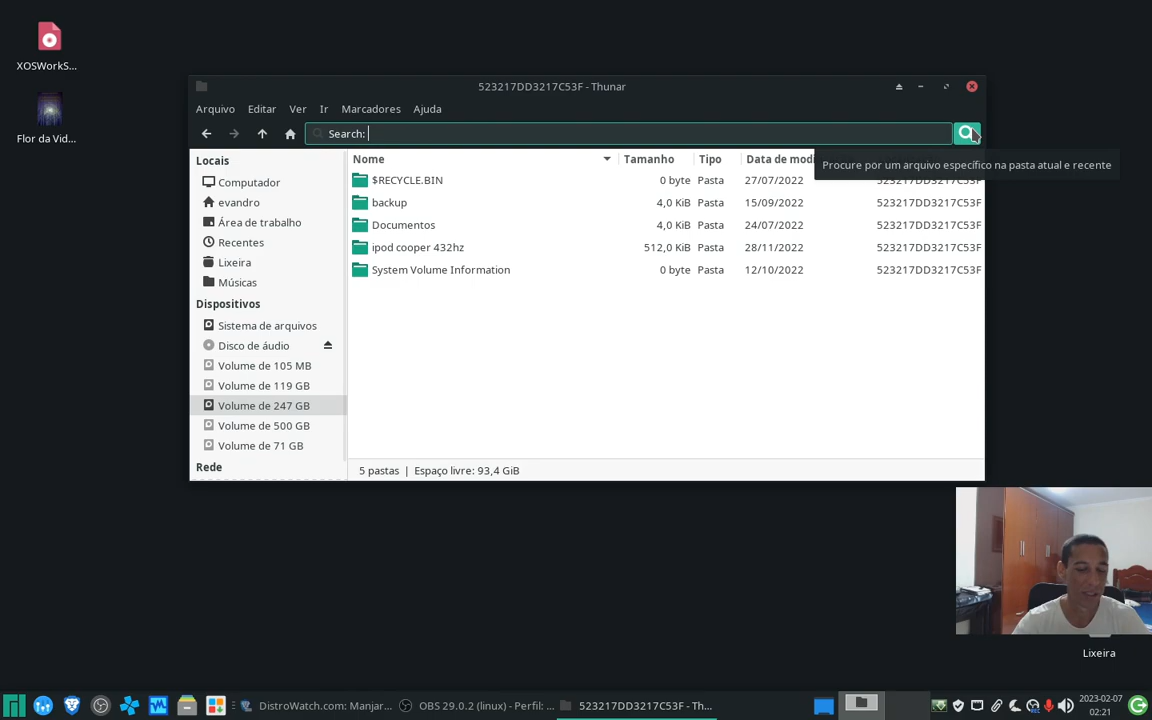 XOSWorkS...
Flor da Vid...
523217DD3217C53F - Thunar
Arquivo Editar Ver Ir Marcadores Ajuda
Search:
Procure por um arquivo específico na pasta atual e recente
Locais
Computador
evandro
Área de trabalho
Recentes
Lixeira
Músicas
Dispositivos
Sistema de arquivos
Disco de áudio
Volume de 105 MB
Volume de 119 GB
Volume de 247 GB
Volume de 500 GB
Volume de 71 GB
Rede
Nome Tamanho Tipo Data de modi
$RECYCLE.BIN 0 byte Pasta 27/07/2022 523217DD3217C53F
backup 4,0 KiB Pasta 15/09/2022 523217DD3217C53F
Documentos 4,0 KiB Pasta 24/07/2022 523217DD3217C53F
ipod cooper 432hz 512,0 KiB Pasta 28/11/2022 523217DD3217C53F
System Volume Information 0 byte Pasta 12/10/2022 523217DD3217C53F
5 pastas | Espaço livre: 93,4 GiB
Lixeira
DistroWatch.com: Manjar... OBS 29.0.2 (linux) - Perfil: ... 523217DD3217C53F - Th...
2023-02-07
02:21